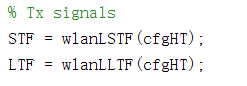 % Tx signals
STF = wlanLSTF(cfgHT);
LTF = wlanLLTF(cfgHT);